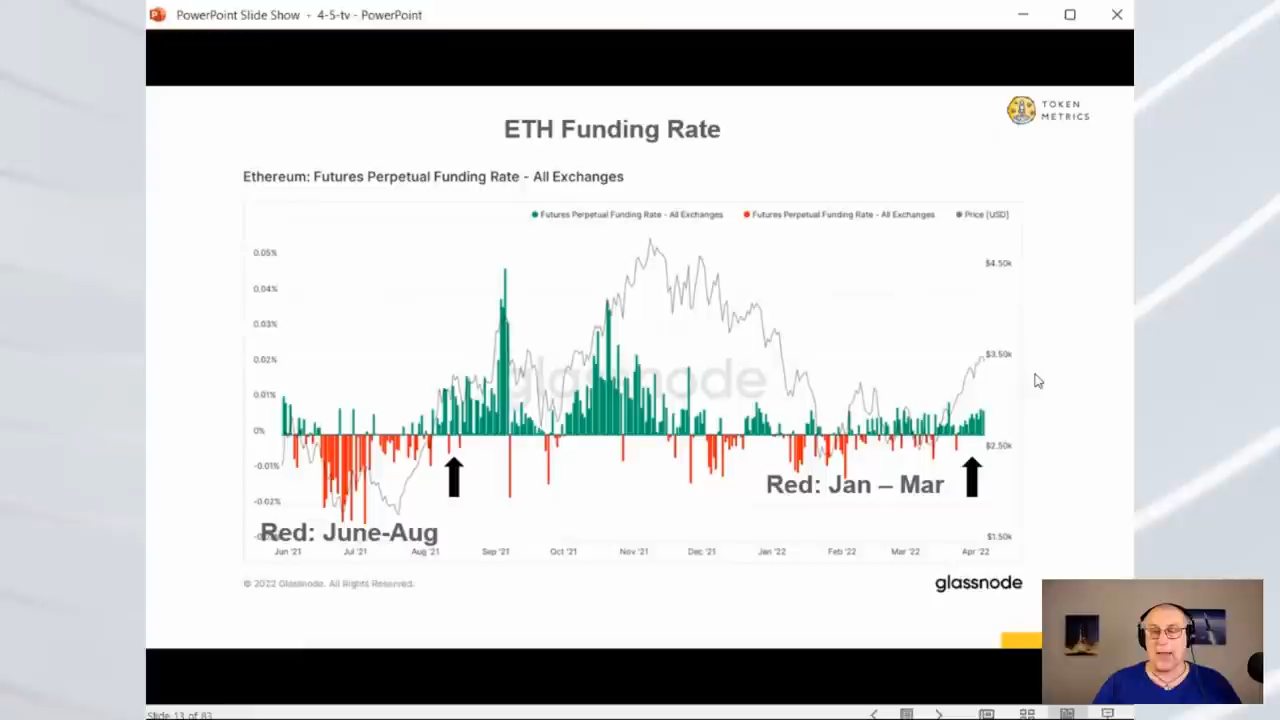 PowerPoint Slide Show - 4-5-tv - PowerPoint
TOKEN
METRICS
ETH Funding Rate
Ethereum: Futures Perpetual Funding Rate - All Exchanges
Futures Perpetual Funding Rate - All Exchanges
Futures Perpetual Funding Rate - All Exchanges
Price [USD]
0.05%
0.04%
0.03%
0.02%
0.01%
0%
-0.01%
-0.02%
$4.50k
$3.50k
$2.50k
$1.50k
glassnode
Red: Jan – Mar
Red: June-Aug
Jun '21
Jul '21
Aug '21
Sep '21
Oct '21
Nov '21
Dec '21
Jan '22
Feb '22
Mar '22
Apr '22
© 2022 Glassnode. All Rights Reserved.
glassnode
Slide 13 of 83